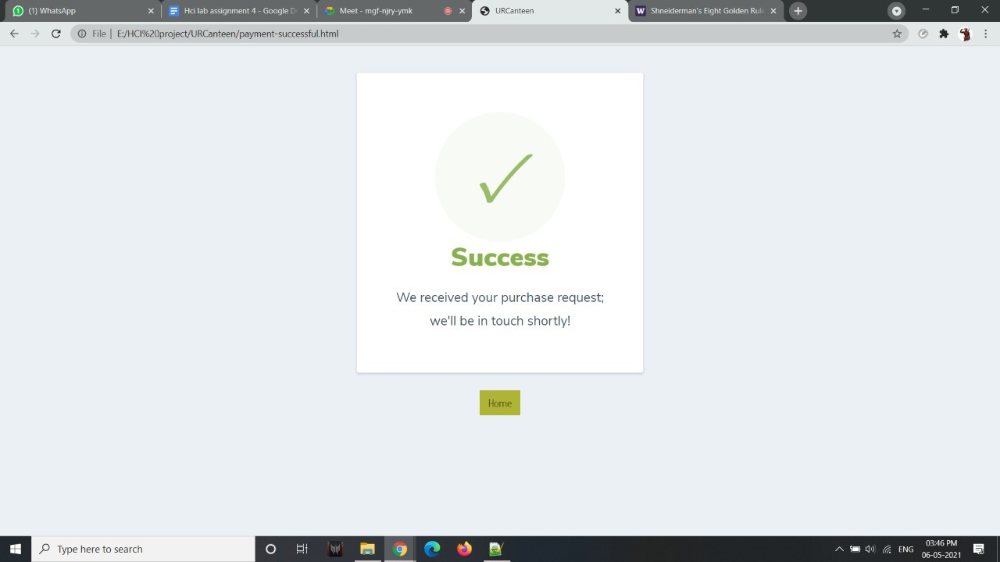 (1) WhatsApp
Hci lab assignment 4 - Google D
Meet - mgf-njry-ymk
URCanteen
Shneiderman's Eight Golden Rule
File
E:/HCI%20project/URCanteen/payment-successful.html
Success
We received your purchase request;
we'll be in touch shortly!
Home
Type here to search
ENG
03:46 PM
06-05-2021